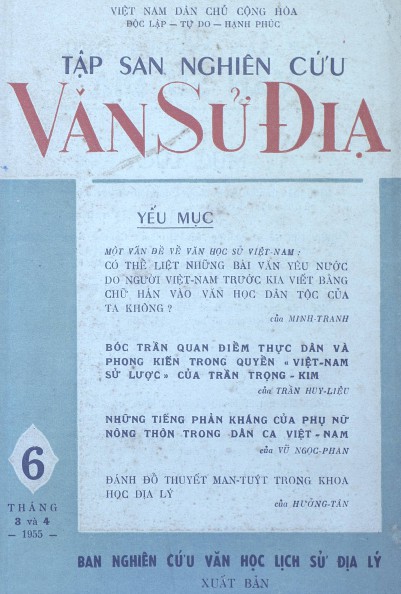 VIỆT NAM DÂN CHỦ CỘNG HÒA
ĐỘC LẬP — TỰ DO — HẠNH PHÚC
TẬP SAN NGHIÊN CỨU
VĂN SỬ ĐỊA
YẾU MỤC
MỘT VẤN ĐỀ VỀ VĂN HỌC SỬ VIỆT-NAM :
CÓ THỂ LIỆT NHỮNG BÀI VĂN YÊU NƯỚC
DO NGƯỜI VIỆT-NAM TRƯỚC KIA VIẾT BẰNG
CHỮ HÁN VÀO VĂN HỌC DÂN TỘC CỦA
TA KHÔNG ?
của MINH-TRANH
BÓC TRẦN QUAN ĐIỂM THỰC DÂN VÀ
PHONG KIẾN TRONG QUYỂN « VIỆT-NAM
SỬ LƯỢC » CỦA TRẦN TRỌNG - KIM
của TRẦN HUY-LIỆU
NHỮNG TIẾNG PHẢN KHÁNG CỦA PHỤ NỮ
NÔNG THÔN TRONG DÂN CA VIỆT - NAM
của VŨ NGỌC-PHAN
ĐÁNH ĐỔ THUYẾT MAN-TUÝT TRONG KHOA
HỌC ĐỊA LÝ
của HƯỞNG-TÂN
6
THÁNG
3 và 4
— 1955 —
BAN NGHIÊN CỨU VĂN HỌC LỊCH SỬ ĐỊA LÝ
XUẤT BẢN